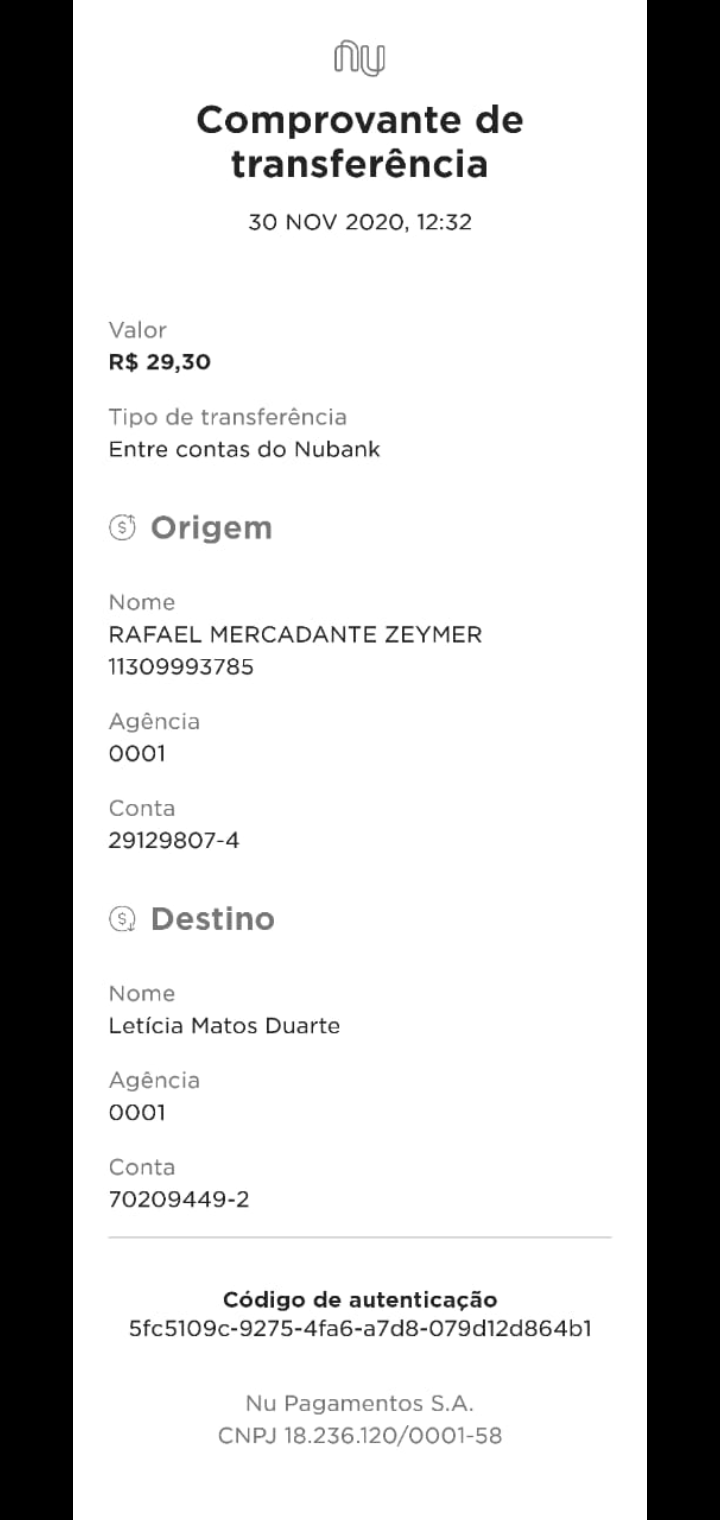 nu
Comprovante de
transferência
30 NOV 2020, 12:32
Valor
R$ 29,30
Tipo de transferência
Entre contas do Nubank
Origem
Nome
RAFAEL MERCADANTE ZEYMER
11309993785
Agência
0001
Conta
29129807-4
Destino
Nome
Letícia Matos Duarte
Agência
0001
Conta
70209449-2
Código de autenticação
5fc5109c-9275-4fa6-a7d8-079d12d864b1
Nu Pagamentos S.A.
CNPJ 18.236.120/0001-58